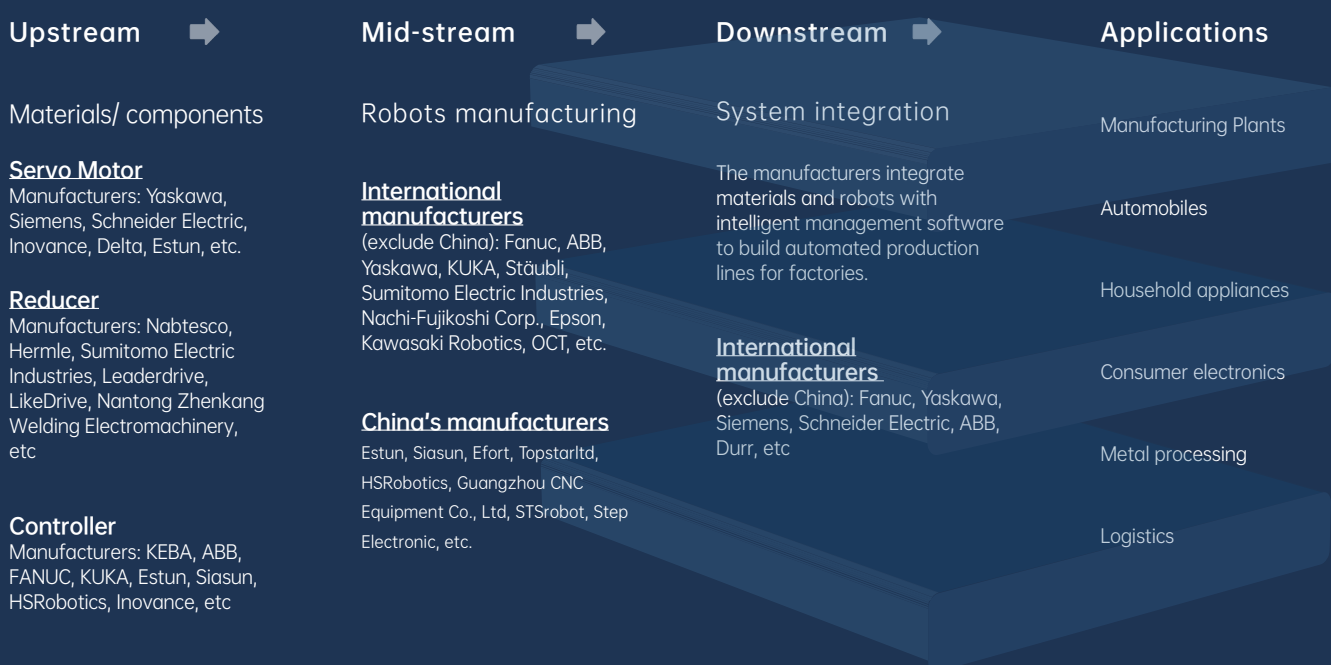 Upstream
Materials/ components
Servo Motor
Manufacturers: Yaskawa,
Siemens, Schneider Electric,
Inovance, Delta, Estun, etc.
Reducer
Manufacturers: Nabtesco,
Hermle, Sumitomo Electric
Industries, Leaderdrive,
LikeDrive, Nantong Zhenkang
Welding Electromachinery,
etc
Controller
Manufacturers: KEBA, ABB,
FANUC, KUKA, Estun, Siasun,
HSRobotics, Inovance, etc
Mid-stream
Robots manufacturing
International
manufacturers
(exclude China): Fanuc, ABB,
Yaskawa, KUKA, Stäubli,
Sumitomo Electric Industries,
Nachi-Fujikoshi Corp., Epson,
Kawasaki Robotics, OCT, etc.
China's manufacturers
Estun, Siasun, Efort, Topstarltd,
HSRobotics, Guangzhou CNC
Equipment Co., Ltd, STSrobot, Step
Electronic, etc.
Downstream
System integration
The manufacturers integrate
materials and robots with
intelligent management software
to build automated production
lines for factories.
International
manufacturers
(exclude China): Fanuc, Yaskawa,
Siemens, Schneider Electric, ABB,
Durr, etc
Applications
Manufacturing Plants
Automobiles
Household appliances
Consumer electronics
Metal processing
Logistics